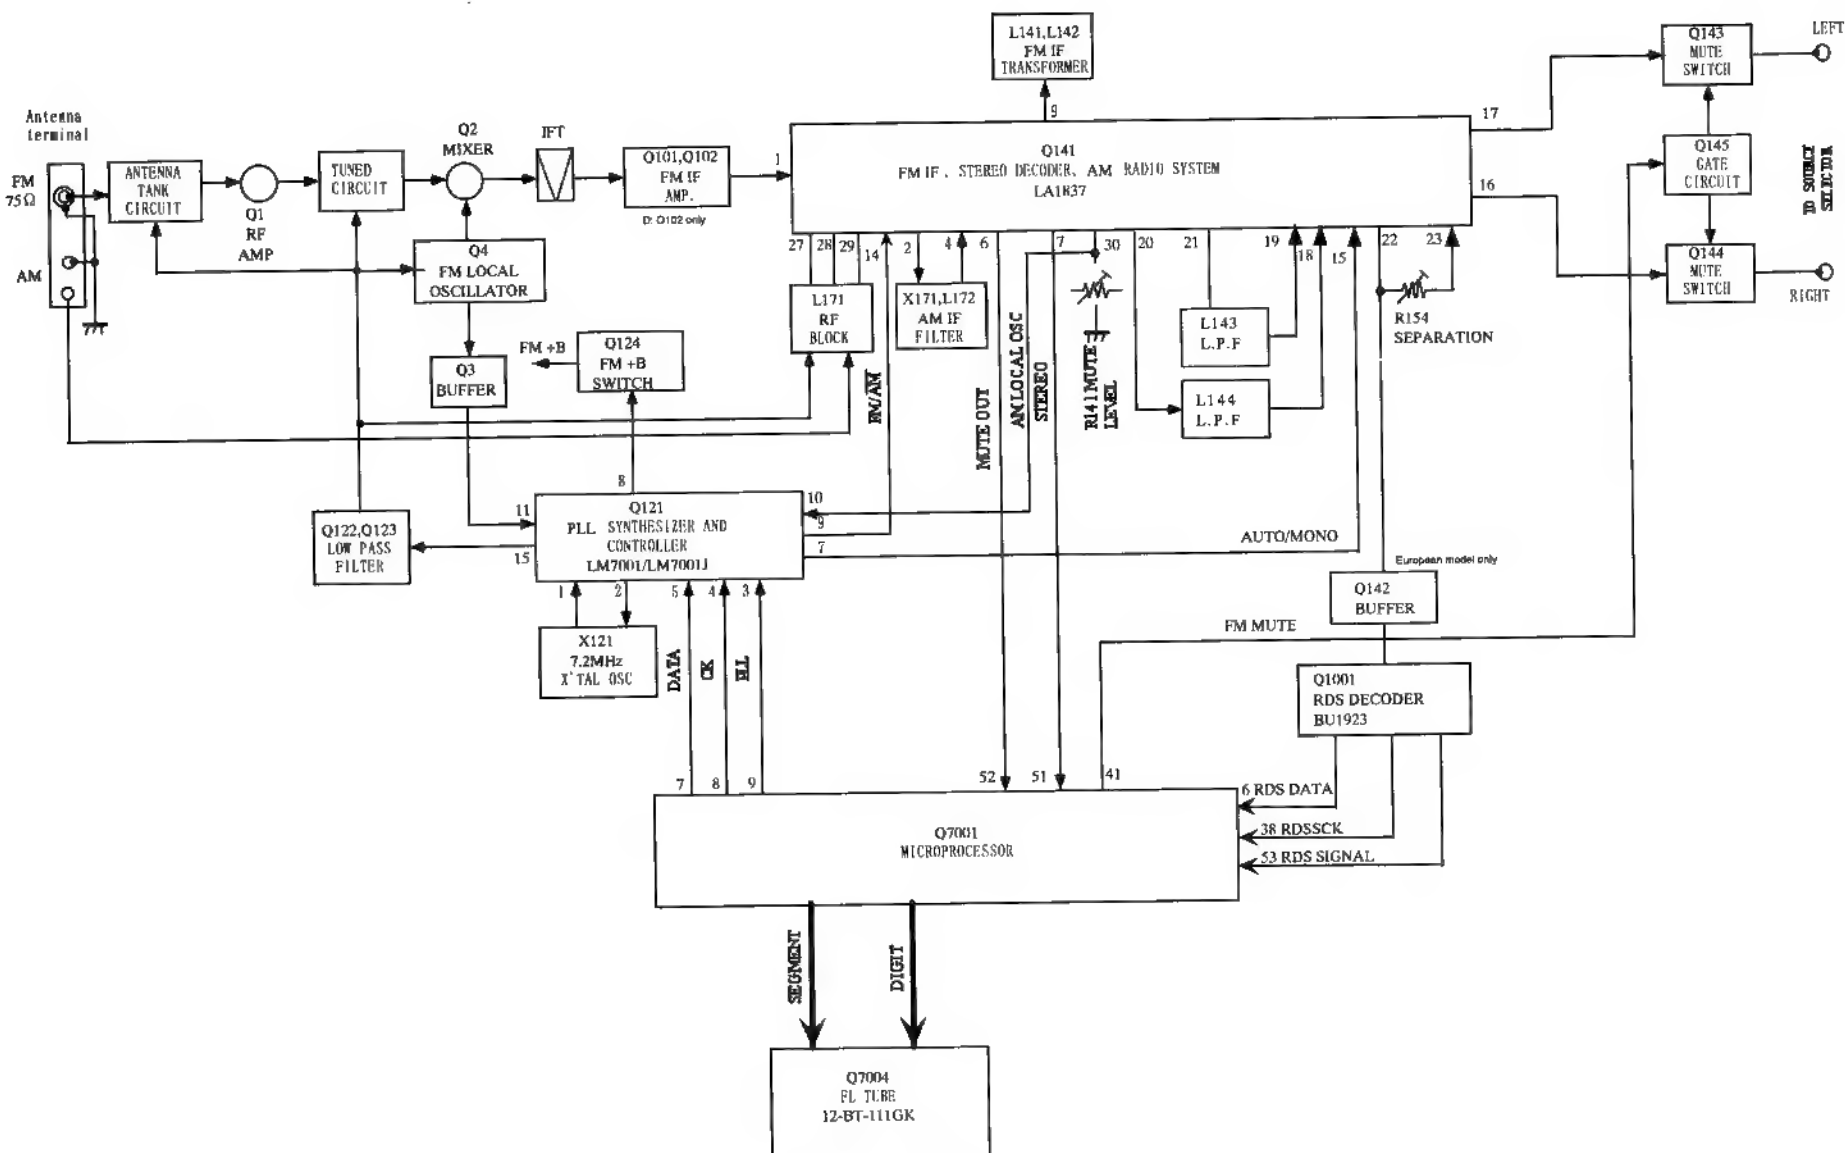 L141,L142
FM IF
TRANSFORMER
9
Q143
MUTE
SWITCH
LEFT
Antenna
terminal
FM
75Ω
AM
ANTENNA
TANK
CIRCUIT
Q1
RF
AMP
TUNED
CIRCUIT
Q2
MIXER
IFT
Q101,Q102
FM IF
AMP.
D: Q102 only
1
Q141
FM IF, STEREO DECODER, AM RADIO SYSTEM
LA1837
17
16
Q145
GATE
CIRCUIT
TO SOURCE
SELECTOR
Q144
MUTE
SWITCH
RIGHT
27
28
29
14
2
4
6
7
30
20
21
19
18
15
22
23
Q4
FM LOCAL
OSCILLATOR
Q3
BUFFER
FM +B
Q124
FM +B
SWITCH
L171
RF
BLOCK
X171,L172
AM IF
FILTER
FM/AM
MUTE OUT
AM LOCAL OSC
STEREO
R141 MUTE
LEVEL
L143
L.P.F
L144
L.P.F
R154
SEPARATION
8
11
15
Q121
PLL SYNTHESIZER AND
CONTROLLER
LM7001/LM7001J
10
9
7
AUTO/MONO
Q122,Q123
LOW PASS
FILTER
1
2
5
4
3
X121
7.2MHz
X'TAL OSC
DATA
CK
European model only
Q142
BUFFER
FM MUTE
Q1001
RDS DECODER
BU1923
7
8
9
52
51
41
6 RDS DATA
38 RDSSCK
53 RDS SIGNAL
Q7001
MICROPROCESSOR
SEGMENT
DIGIT
Q7004
FL TUBE
12-BT-111GK